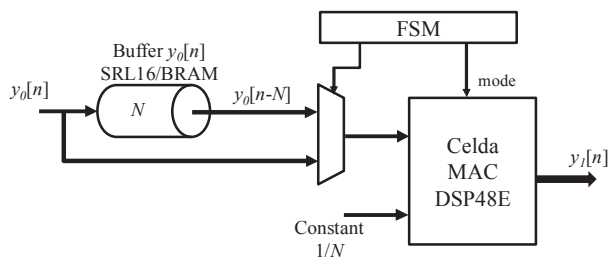 FSM
Buffer y₀[n]
SRL16/BRAM
y₀[n]
N
y₀[n-N]
mode
Celda
MAC
DSP48E
y₁[n]
Constant
1/N